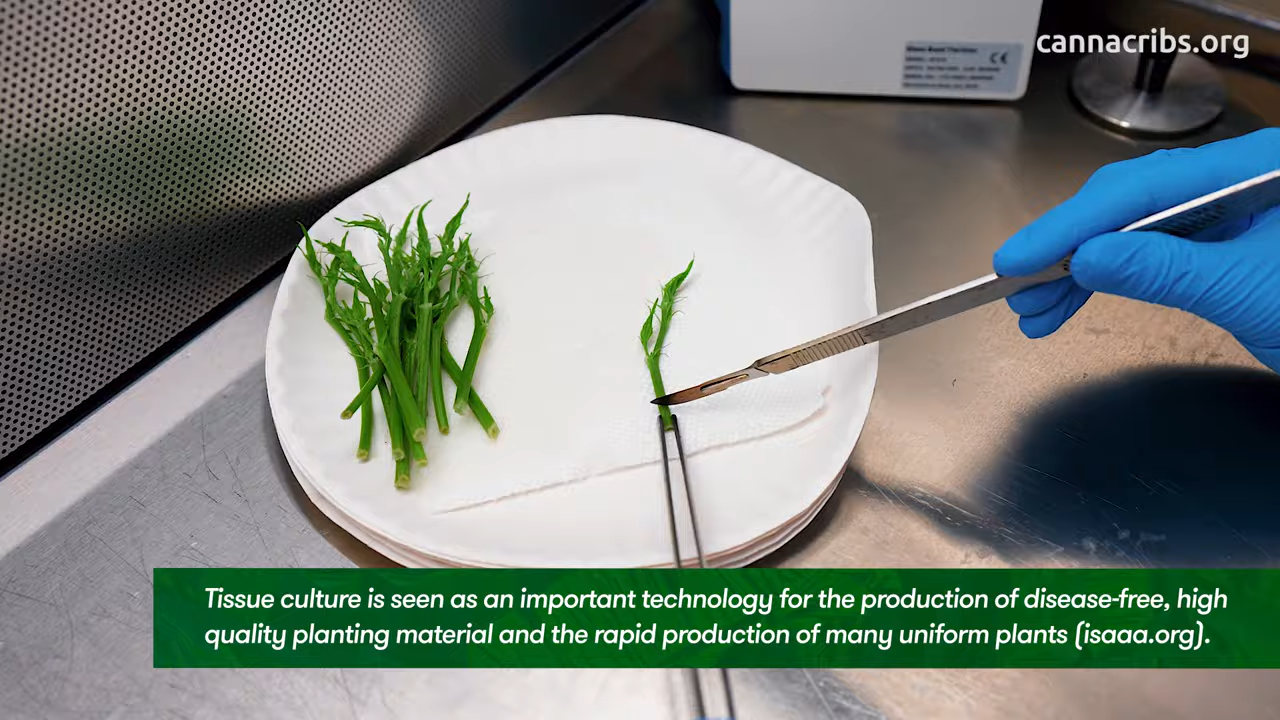 cannacribs.org
Tissue culture is seen as an important technology for the production of disease-free, high
quality planting material and the rapid production of many uniform plants (isaaa.org).